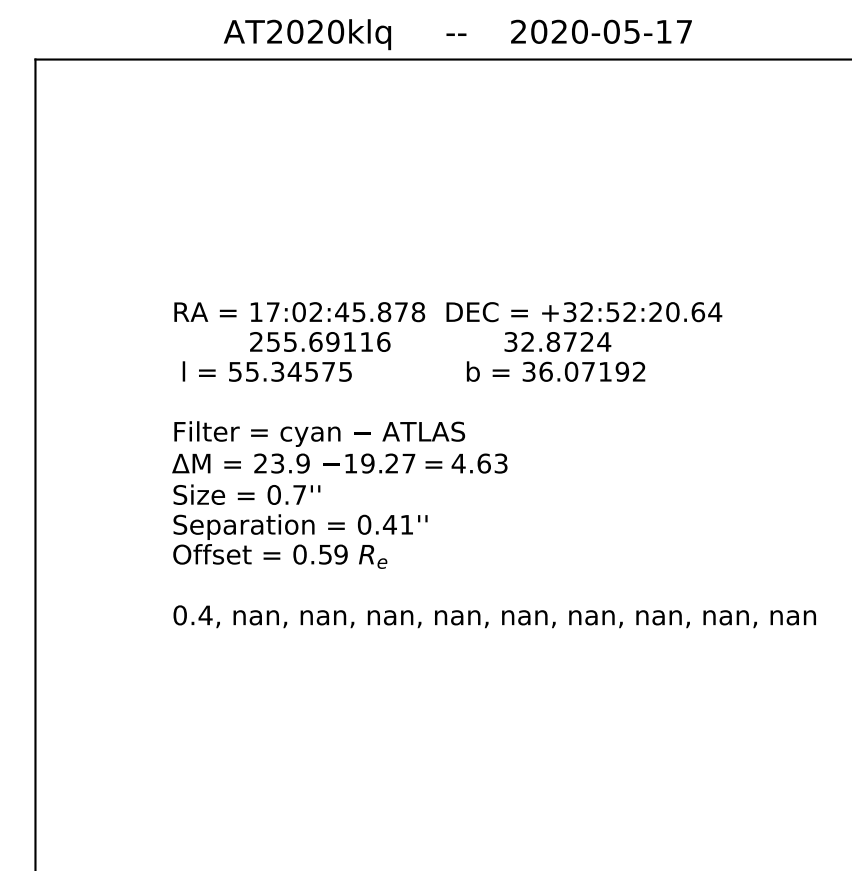 AT2020klq -- 2020-05-17
RA = 17:02:45.878 DEC = +32:52:20.64
255.69116 32.8724
l = 55.34575 b = 36.07192
Filter = cyan − ATLAS
ΔM = 23.9 −19.27 = 4.63
Size = 0.7''
Separation = 0.41''
Offset = 0.59 Rₑ
0.4, nan, nan, nan, nan, nan, nan, nan, nan, nan